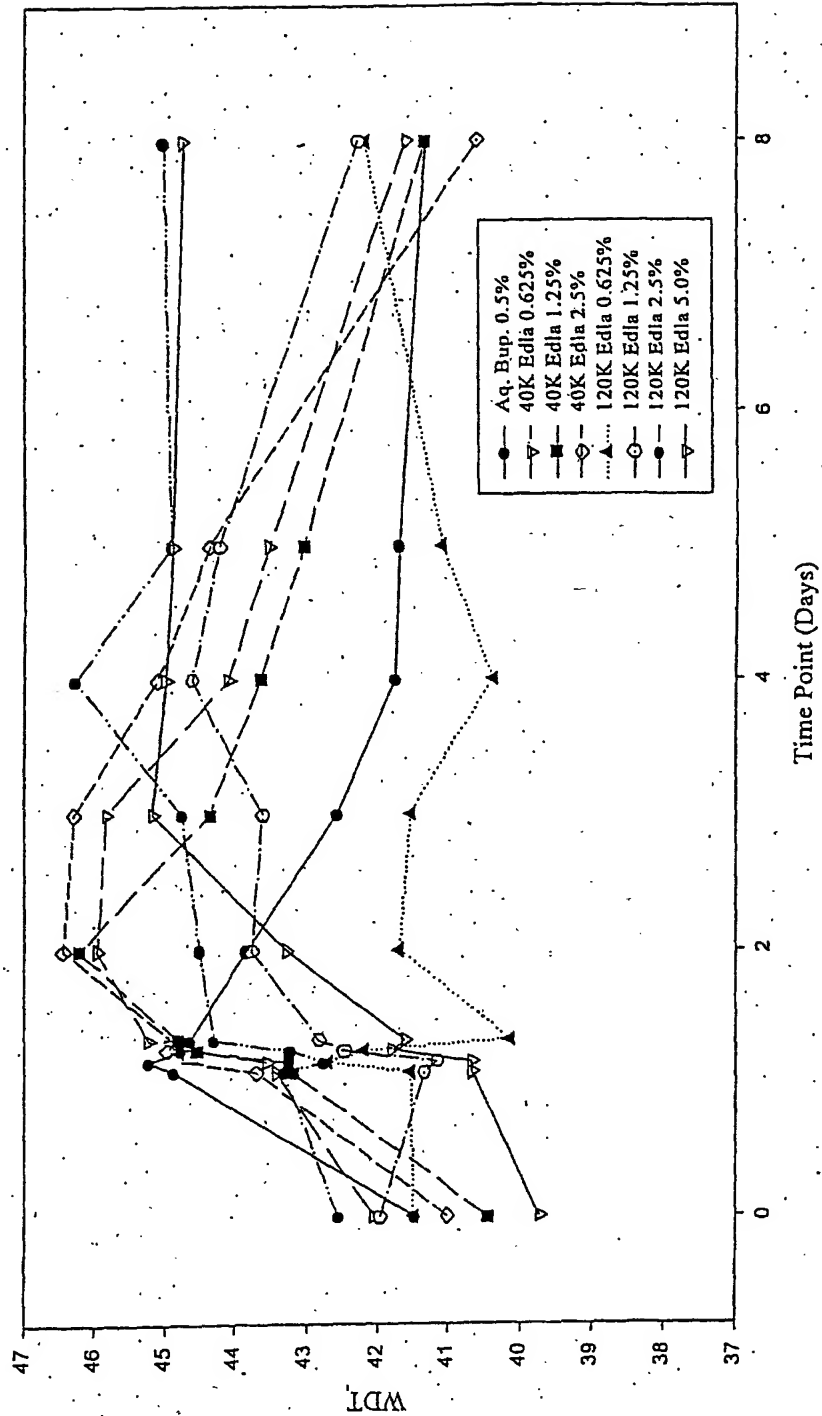 WDT,
47
46
45
44
43
42
41
40
39
38
37
0
2
4
6
8
Time Point (Days)
Aq. Bup. 0.5%
40K Edla 0.625%
40K Edla 1.25%
40K Edla 2.5%
120K Edla 0.625%
120K Edla 1.25%
120K Edla 2.5%
120K Edla 5.0%